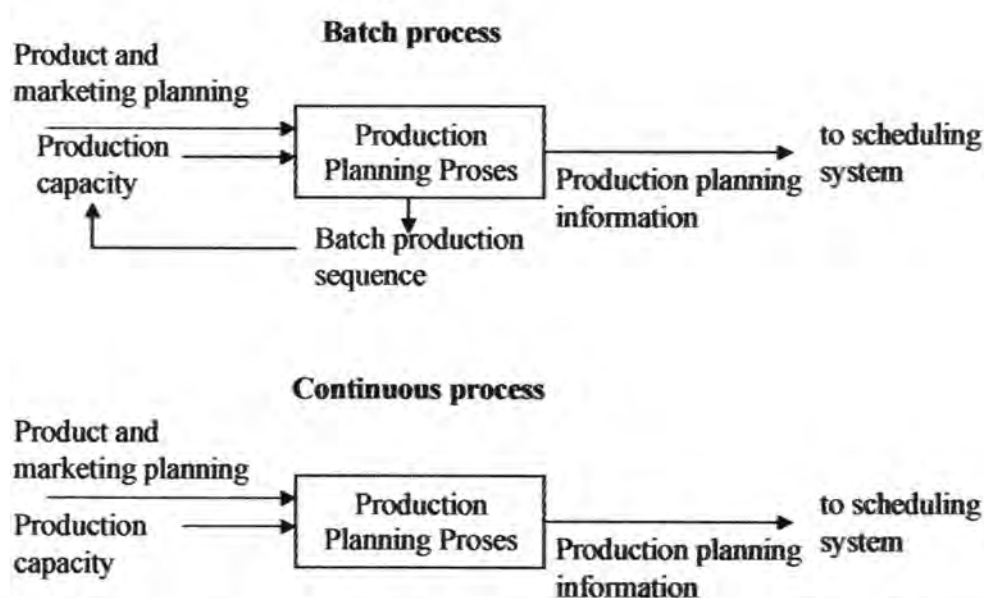 Batch process
Product and
marketing planning
Production
capacity
Production
Planning Proses
Production planning
information
to scheduling
system
Batch production
sequence
Continuous process
Product and
marketing planning
Production
capacity
Production
Planning Proses
Production planning
information
to scheduling
system